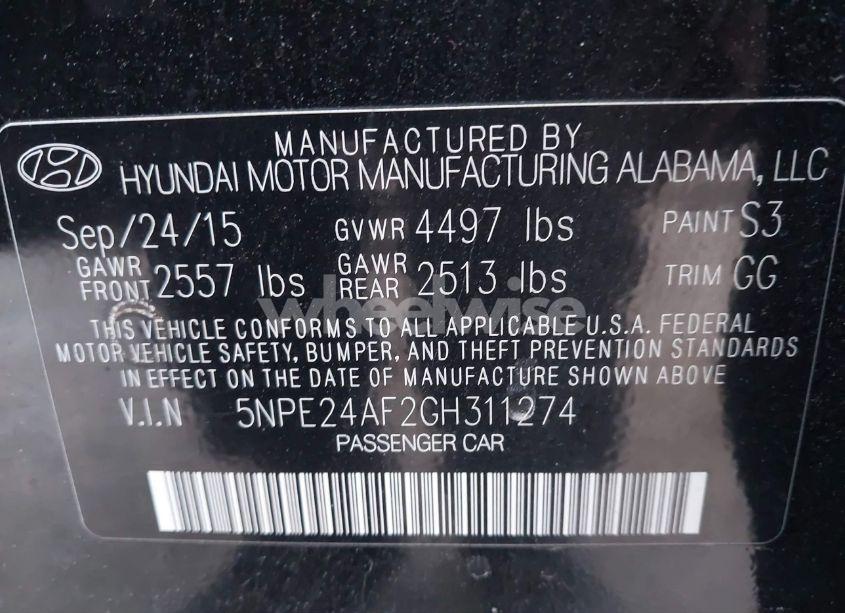 MANUFACTURED BY
HYUNDAI MOTOR MANUFACTURING ALABAMA, LLC
Sep/24/15 GVWR 4497 lbs PAINT S3
GAWR FRONT 2557 lbs GAWR REAR 2513 lbs TRIM GG
wheelwise
THIS VEHICLE CONFORMS TO ALL APPLICABLE U.S.A. FEDERAL
MOTOR VEHICLE SAFETY, BUMPER, AND THEFT PREVENTION STANDARDS
IN EFFECT ON THE DATE OF MANUFACTURE SHOWN ABOVE
V.I.N 5NPE24AF2GH311274
PASSENGER CAR